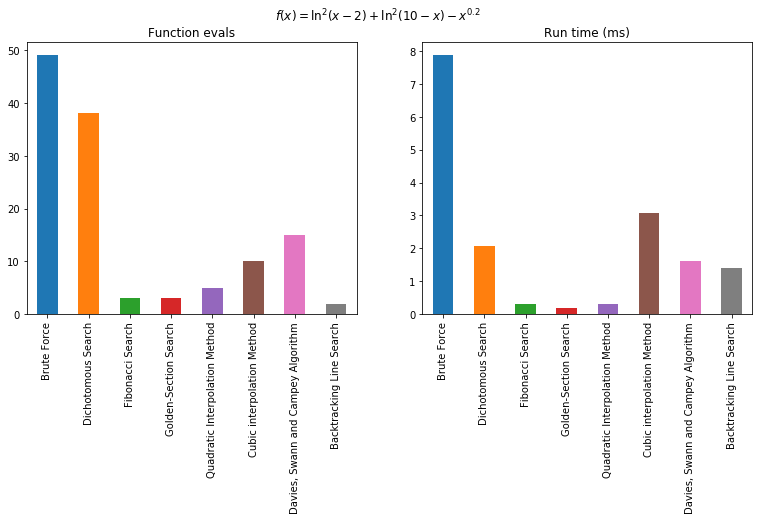 f(x) = ln²(x − 2) + ln²(10 − x) − x^0.2
Function evals
50
40
30
20
10
0
Brute Force
Dichotomous Search
Fibonacci Search
Golden-Section Search
Quadratic Interpolation Method
Cubic interpolation Method
Davies, Swann and Campey Algorithm
Backtracking Line Search
Run time (ms)
8
7
6
5
4
3
2
1
0
Brute Force
Dichotomous Search
Fibonacci Search
Golden-Section Search
Quadratic Interpolation Method
Cubic interpolation Method
Davies, Swann and Campey Algorithm
Backtracking Line Search